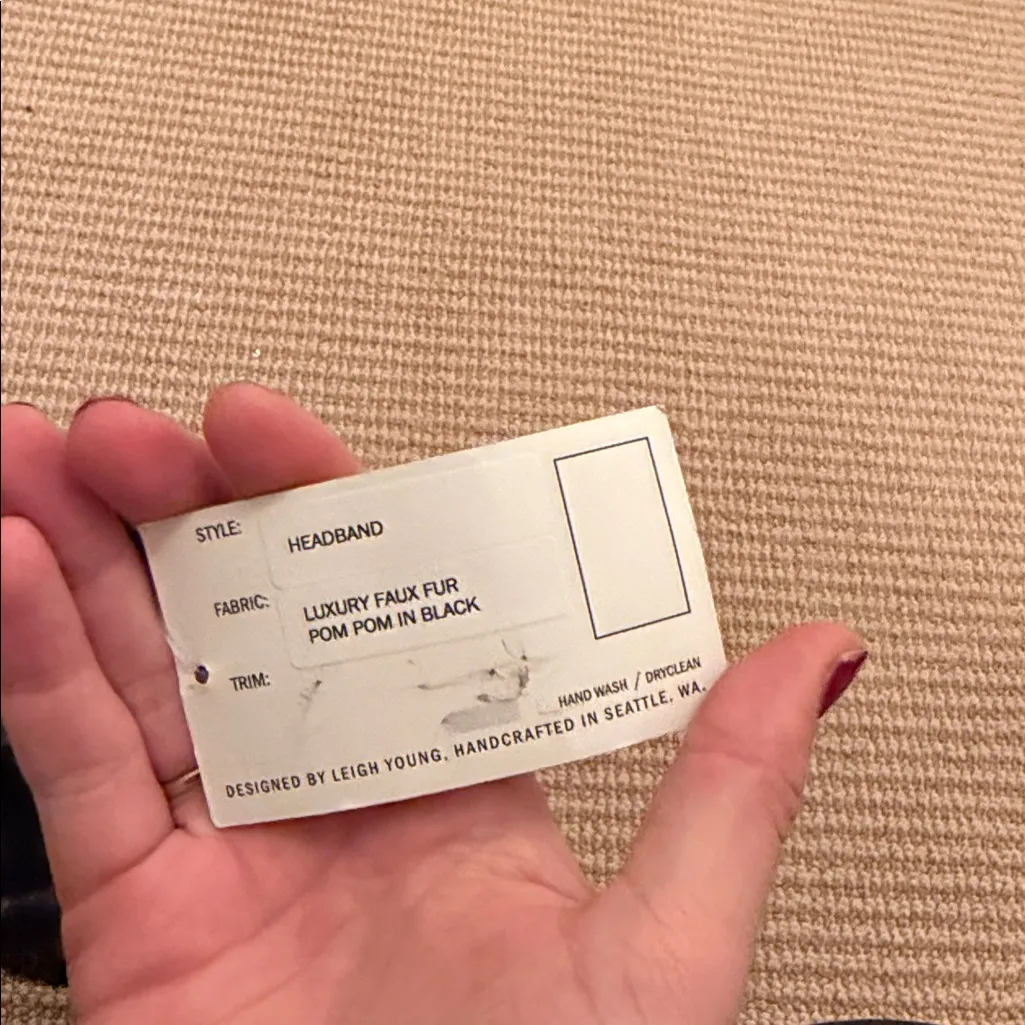 STYLE: HEADBAND
FABRIC: LUXURY FAUX FUR
POM POM IN BLACK
TRIM:
HAND WASH / DRYCLEAN
DESIGNED BY LEIGH YOUNG, HANDCRAFTED IN SEATTLE, WA.